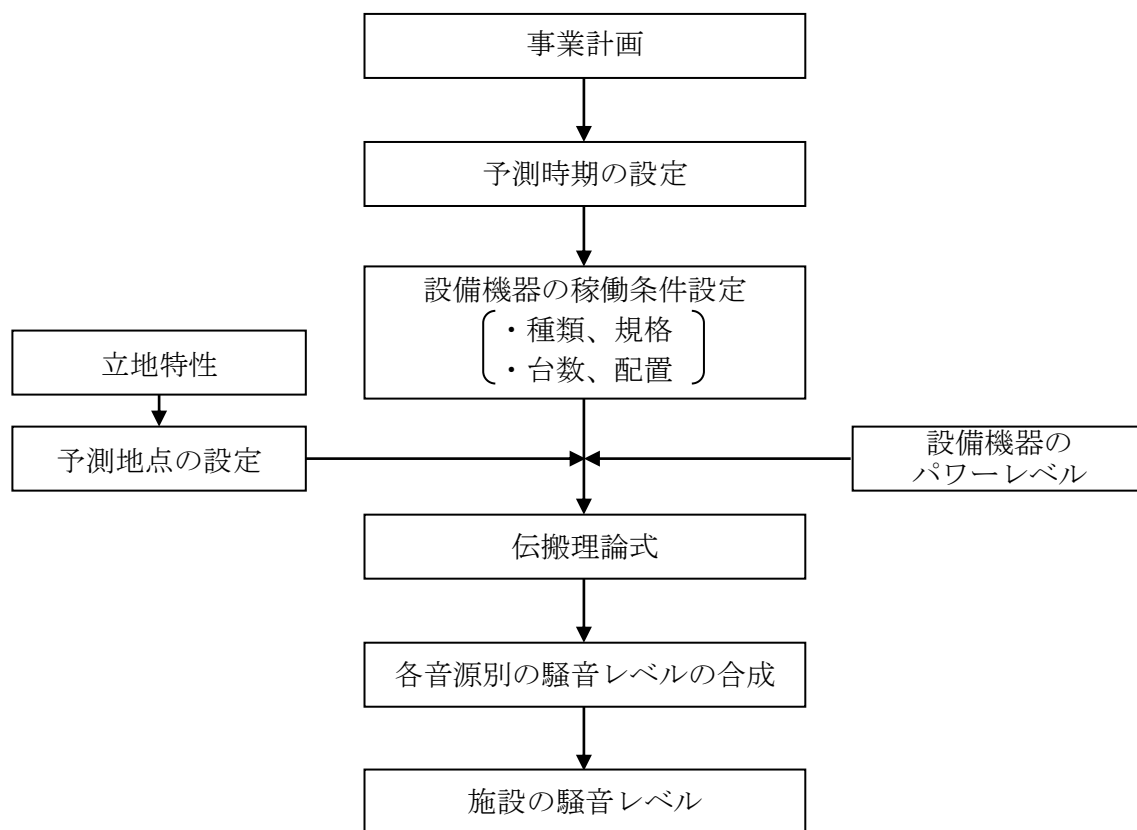 事業計画
予測時期の設定
設備機器の稼働条件設定
・種類、規格
・台数、配置
立地特性
予測地点の設定
設備機器の
パワーレベル
伝搬理論式
各音源別の騒音レベルの合成
施設の騒音レベル